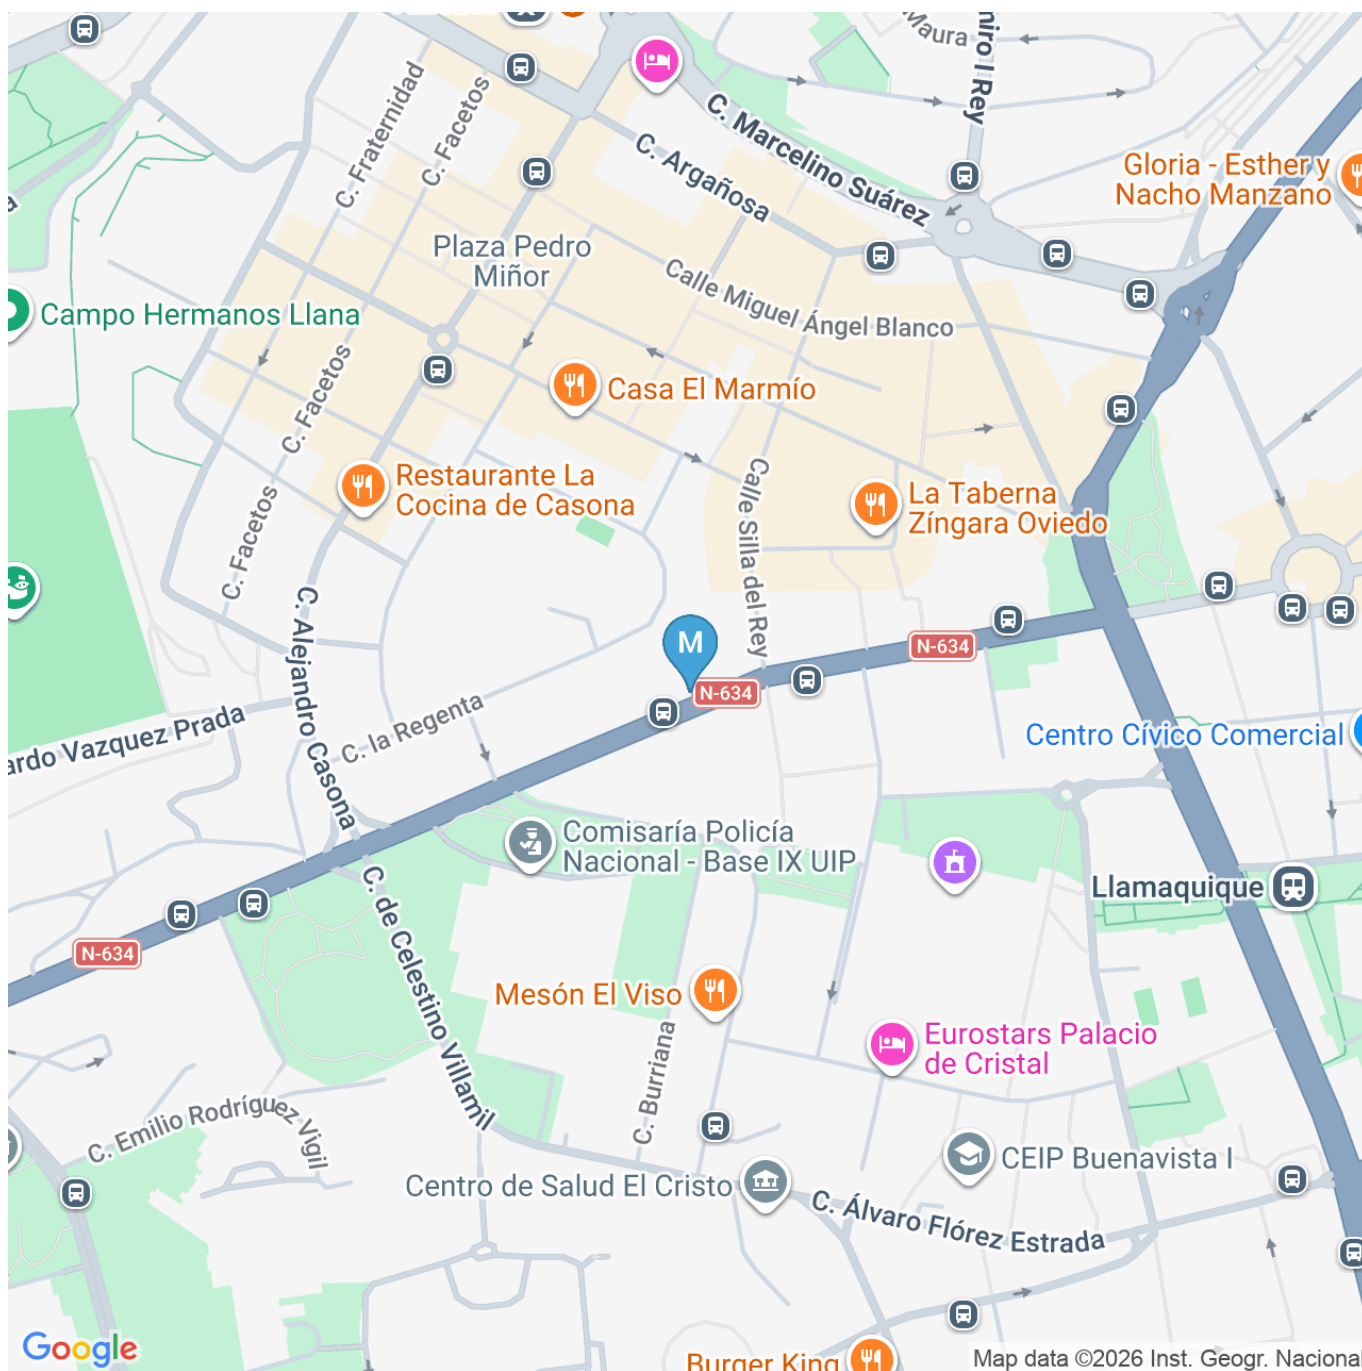 Maura
niro I Rey
C. Marcelino Suárez
C. Fraternidad
C. Facetos
C. Argañosa
Gloria - Esther y
Nacho Manzano
Plaza Pedro
Miñor
Calle Miguel Ángel Blanco
Campo Hermanos Llana
C. Facetos
Casa El Marmío
Restaurante La
Cocina de Casona
Calle Silla del Rey
La Taberna
Zíngara Oviedo
C. Facetos
C. Alejandro Casona
M
N-634
N-634
ardo Vazquez Prada
C. la Regenta
Centro Cívico Comercial
Comisaría Policía
Nacional - Base IX UIP
Llamaquique
C. de Celestino Villamil
N-634
Mesón El Viso
Eurostars Palacio
de Cristal
C. Burriana
C. Emilio Rodríguez Vigil
CEIP Buenavista I
Centro de Salud El Cristo
C. Álvaro Flórez Estrada
Google
Burger King
Map data ©2026 Inst. Geogr. Nacional